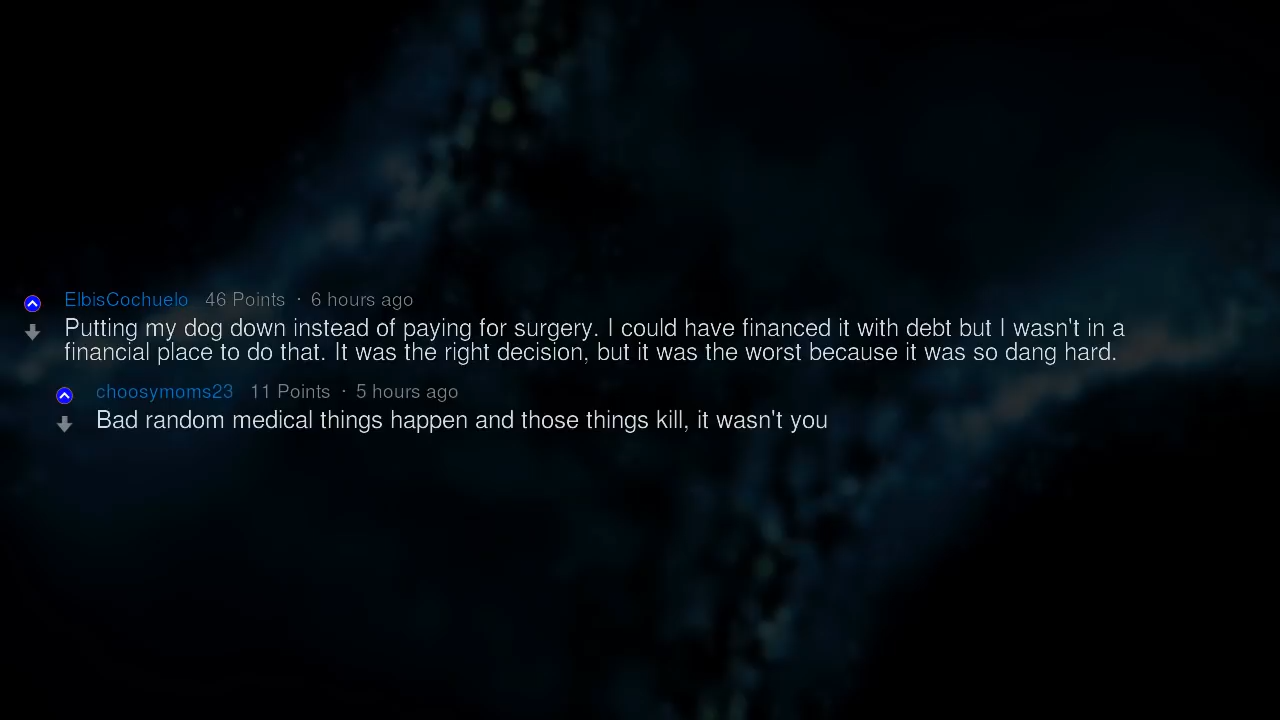 ElbisCochuelo 46 Points · 6 hours ago
Putting my dog down instead of paying for surgery. I could have financed it with debt but I wasn't in a
financial place to do that. It was the right decision, but it was the worst because it was so dang hard.
choosymoms23 11 Points · 5 hours ago
Bad random medical things happen and those things kill, it wasn't you